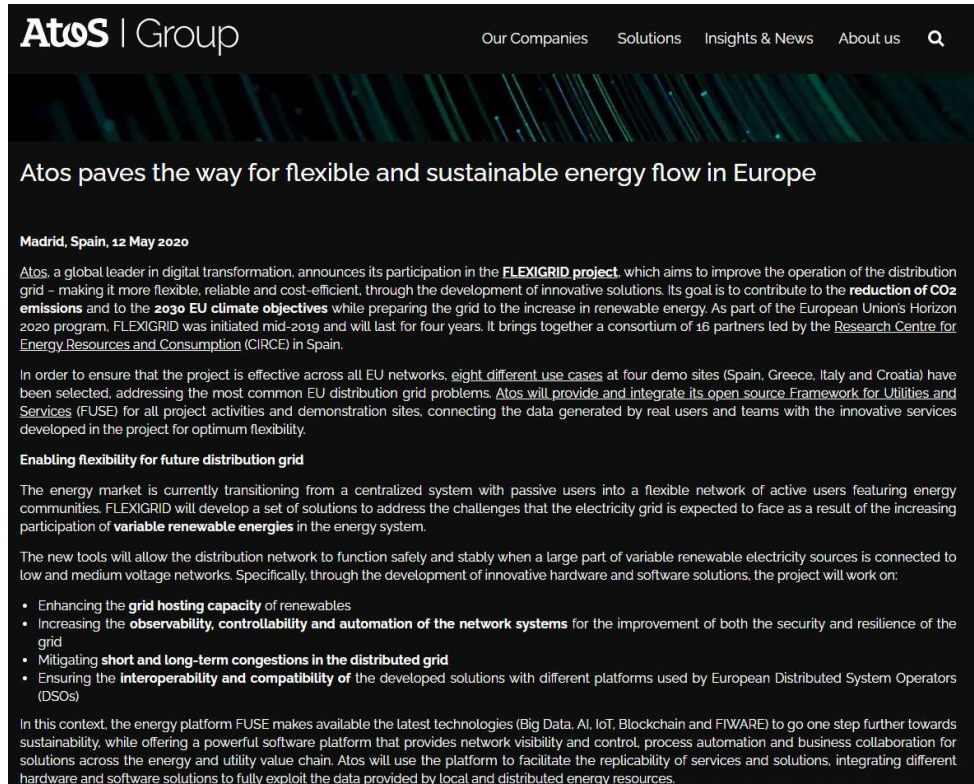 Atos | Group
Our Companies Solutions Insights & News About us
Atos paves the way for flexible and sustainable energy flow in Europe
Madrid, Spain, 12 May 2020
Atos, a global leader in digital transformation, announces its participation in the FLEXIGRID project, which aims to improve the operation of the distribution
grid – making it more flexible, reliable and cost-efficient, through the development of innovative solutions. Its goal is to contribute to the reduction of CO2
emissions and to the 2030 EU climate objectives while preparing the grid to the increase in renewable energy. As part of the European Union's Horizon
2020 program, FLEXIGRID was initiated mid-2019 and will last for four years. It brings together a consortium of 16 partners led by the Research Centre for
Energy Resources and Consumption (CIRCE) in Spain.
In order to ensure that the project is effective across all EU networks, eight different use cases at four demo sites (Spain, Greece, Italy and Croatia) have
been selected, addressing the most common EU distribution grid problems. Atos will provide and integrate its open source Framework for Utilities and
Services (FUSE) for all project activities and demonstration sites, connecting the data generated by real users and teams with the innovative services
developed in the project for optimum flexibility.
Enabling flexibility for future distribution grid
The energy market is currently transitioning from a centralized system with passive users into a flexible network of active users featuring energy
communities. FLEXIGRID will develop a set of solutions to address the challenges that the electricity grid is expected to face as a result of the increasing
participation of variable renewable energies in the energy system.
The new tools will allow the distribution network to function safely and stably when a large part of variable renewable electricity sources is connected to
low and medium voltage networks. Specifically, through the development of innovative hardware and software solutions, the project will work on:
• Enhancing the grid hosting capacity of renewables
• Increasing the observability, controllability and automation of the network systems for the improvement of both the security and resilience of the
grid
• Mitigating short and long-term congestions in the distributed grid
• Ensuring the interoperability and compatibility of the developed solutions with different platforms used by European Distributed System Operators
(DSOs)
In this context, the energy platform FUSE makes available the latest technologies (Big Data, AI, IoT, Blockchain and FIWARE) to go one step further towards
sustainability, while offering a powerful software platform that provides network visibility and control, process automation and business collaboration for
solutions across the energy and utility value chain. Atos will use the platform to facilitate the replicability of services and solutions, integrating different
hardware and software solutions to fully exploit the data provided by local and distributed energy resources.